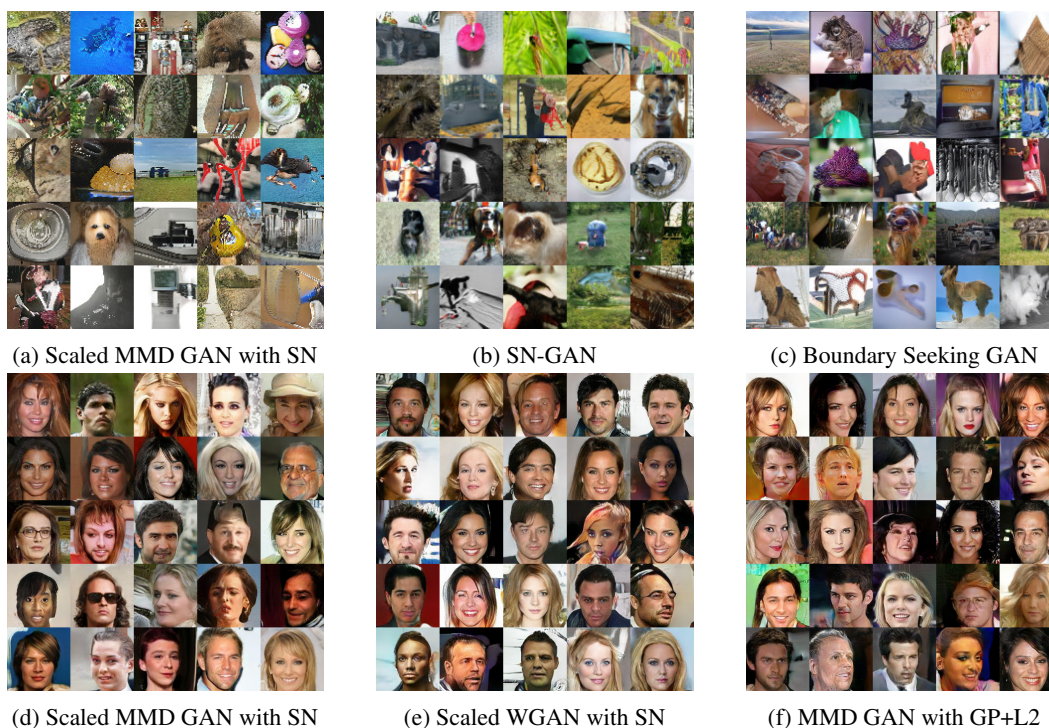 (a) Scaled MMD GAN with SN
(b) SN-GAN
(c) Boundary Seeking GAN
(d) Scaled MMD GAN with SN
(e) Scaled WGAN with SN
(f) MMD GAN with GP+L2